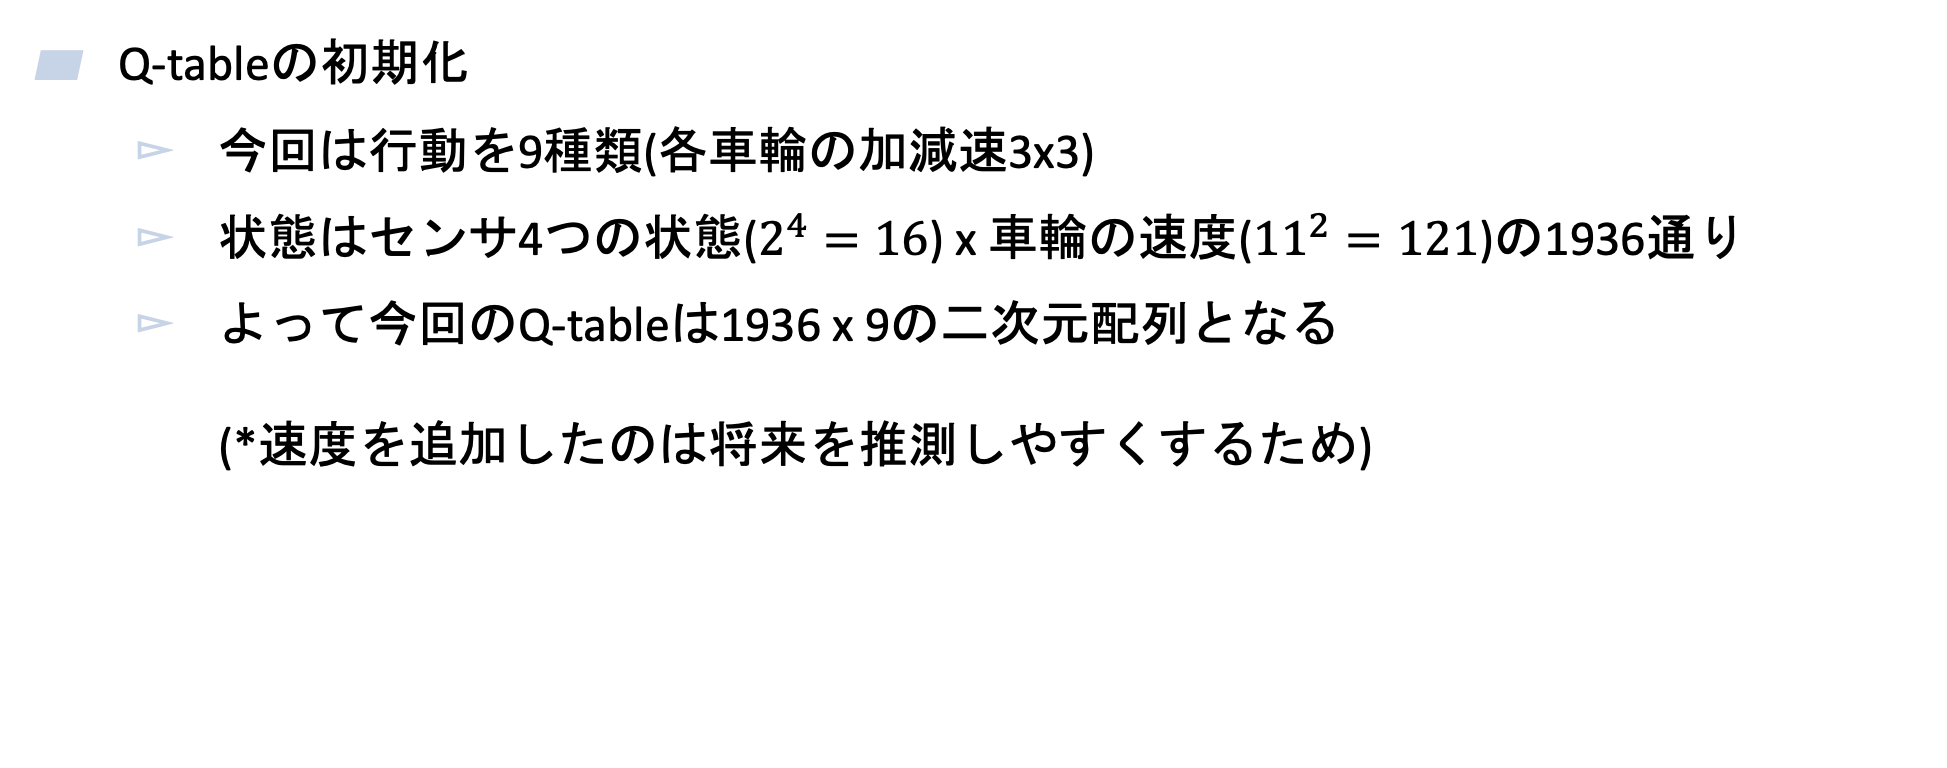 Q-tableの初期化
今回は行動を9種類(各車輪の加減速3x3)
状態はセンサ4つの状態(2⁴ = 16) x 車輪の速度(11² = 121)の1936通り
よって今回のQ-tableは1936 x 9の二次元配列となる
(*速度を追加したのは将来を推測しやすくするため)